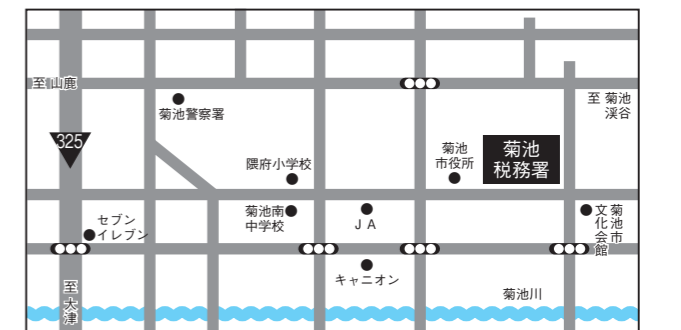 至 山鹿
菊池警察署
至 菊池
渓谷
325
隈府小学校
菊池
市役所
菊池
税務署
セブン
イレブン
菊池南
中学校
JA
菊池市
文化会館
キャニオン
菊池川
至 大津